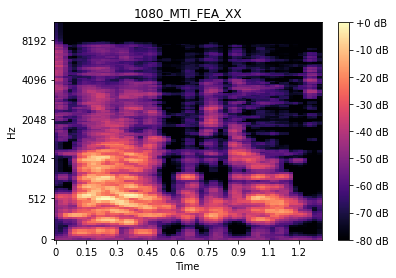 1080_MTI_FEA_XX
Hz
8192
4096
2048
1024
512
0
0 0.15 0.3 0.45 0.6 0.75 0.9 1.1 1.2
Time
+0 dB
-10 dB
-20 dB
-30 dB
-40 dB
-50 dB
-60 dB
-70 dB
-80 dB